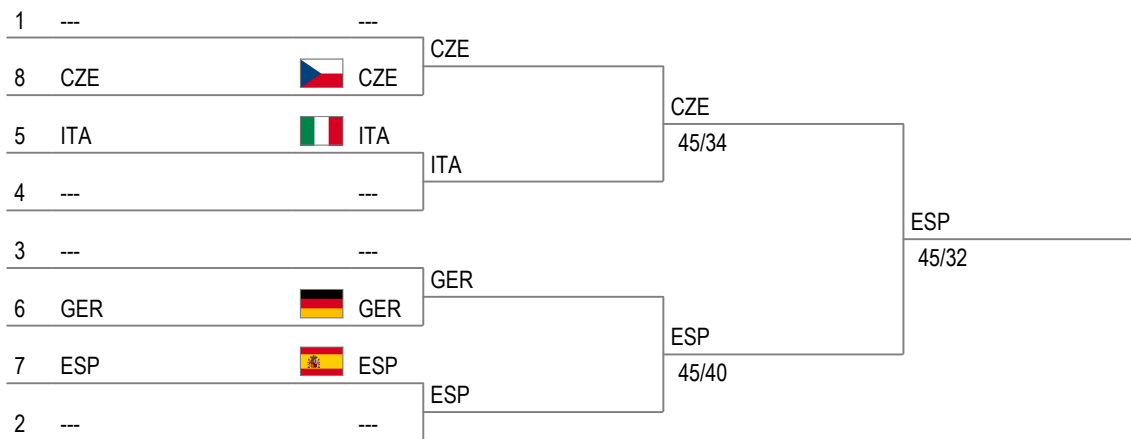 1 --- ---
CZE
8 CZE CZE
CZE
45/34
5 ITA ITA
ITA
4 --- ---
ESP
45/32
3 --- ---
GER
6 GER GER
ESP
45/40
7 ESP ESP
ESP
2 --- ---